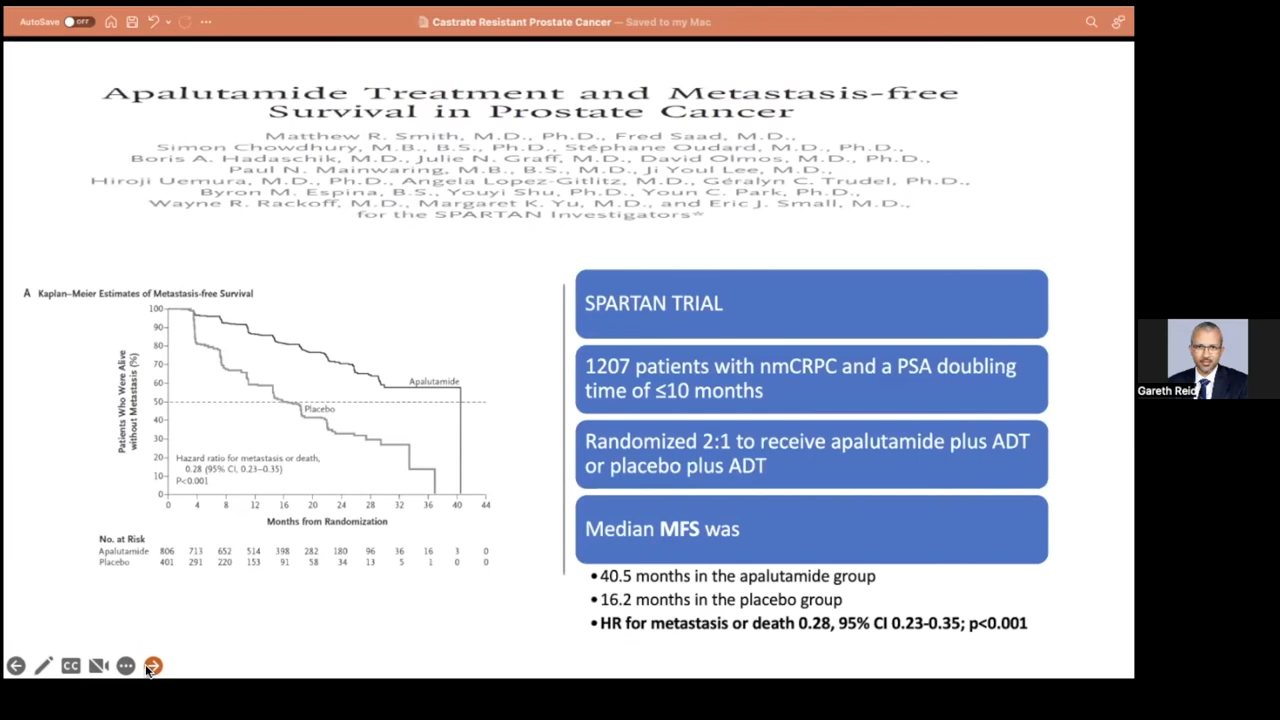 AutoSave OFF
Castrate Resistant Prostate Cancer — Saved to my Mac
Apalutamide Treatment and Metastasis-free
Survival in Prostate Cancer
Matthew R. Smith, M.D., Ph.D., Fred Saad, M.D.,
Simon Chowdhury, M.B., B.S., Ph.D., Stéphane Oudard, M.D., Ph.D.,
Boris A. Hadaschik, M.D., Julie N. Graff, M.D., David Olmos, M.D., Ph.D.,
Paul N. Mainwaring, M.B., B.S., M.D., Ji Youl Lee, M.D.,
Hiroji Uemura, M.D., Ph.D., Angela Lopez-Gitlitz, M.D., Géralyn C. Trudel, Ph.D.,
Byron M. Espina, B.S., Youyi Shu, Ph.D., Youn C. Park, Ph.D.,
Wayne R. Rackoff, M.D., Margaret K. Yu, M.D., and Eric J. Small, M.D.,
for the SPARTAN Investigators*
A Kaplan–Meier Estimates of Metastasis-free Survival
Patients Who Were Alive
without Metastasis (%)
100
90
80
70
60
50
40
30
20
10
0
Apalutamide
Placebo
Hazard ratio for metastasis or death,
0.28 (95% CI, 0.23–0.35)
P<0.001
0 4 8 12 16 20 24 28 32 36 40 44
Months from Randomization
No. at Risk
Apalutamide 806 713 652 514 398 282 180 96 36 16 3 0
Placebo 401 291 220 153 91 58 34 13 5 1 0 0
SPARTAN TRIAL
1207 patients with nmCRPC and a PSA doubling
time of ≤10 months
Randomized 2:1 to receive apalutamide plus ADT
or placebo plus ADT
Median MFS was
•40.5 months in the apalutamide group
•16.2 months in the placebo group
•HR for metastasis or death 0.28, 95% CI 0.23-0.35; p<0.001
CC
Gareth Reid